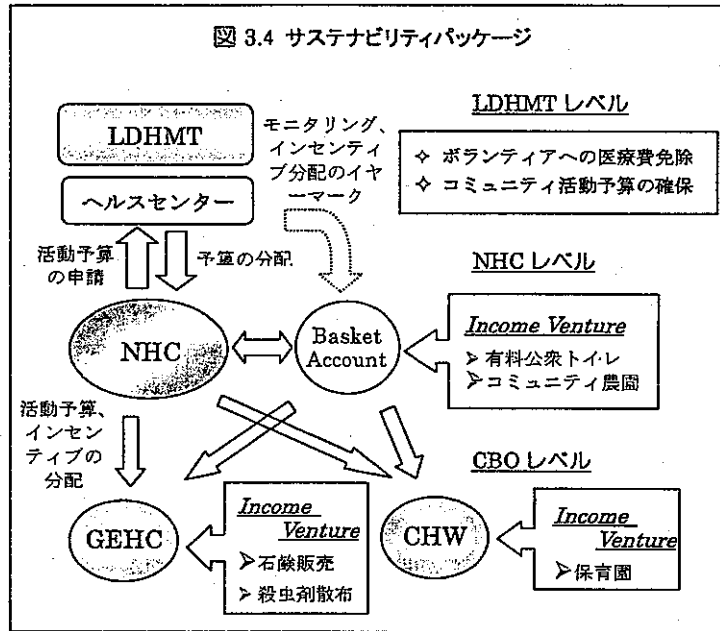 図 3.4 サステナビリティパッケージ
LDHMT
ヘルスセンター
モニタリング、
インセンティ
ブ分配のイヤ
ーマーク
LDHMT レベル
✧ ボランティアへの医療費免除
✧ コミュニティ活動予算の確保
活動予算
の申請
予算の分配
NHC レベル
NHC
Basket
Account
Income Venture
➢ 有料公衆トイレ
➢ コミュニティ農園
活動予算、
インセン
ティブの
分配
CBO レベル
GEHC
Income
Venture
➢ 石鹸販売
➢ 殺虫剤散布
CHW
Income
Venture
➢ 保育園